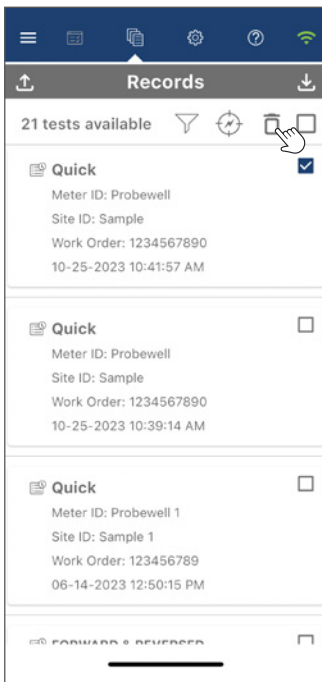 Records
21 tests available
Quick
Meter ID: Probewell
Site ID: Sample
Work Order: 1234567890
10-25-2023 10:41:57 AM
Quick
Meter ID: Probewell
Site ID: Sample
Work Order: 1234567890
10-25-2023 10:39:14 AM
Quick
Meter ID: Probewell 1
Site ID: Sample 1
Work Order: 123456789
06-14-2023 12:50:15 PM
FORWARD & REVERSED